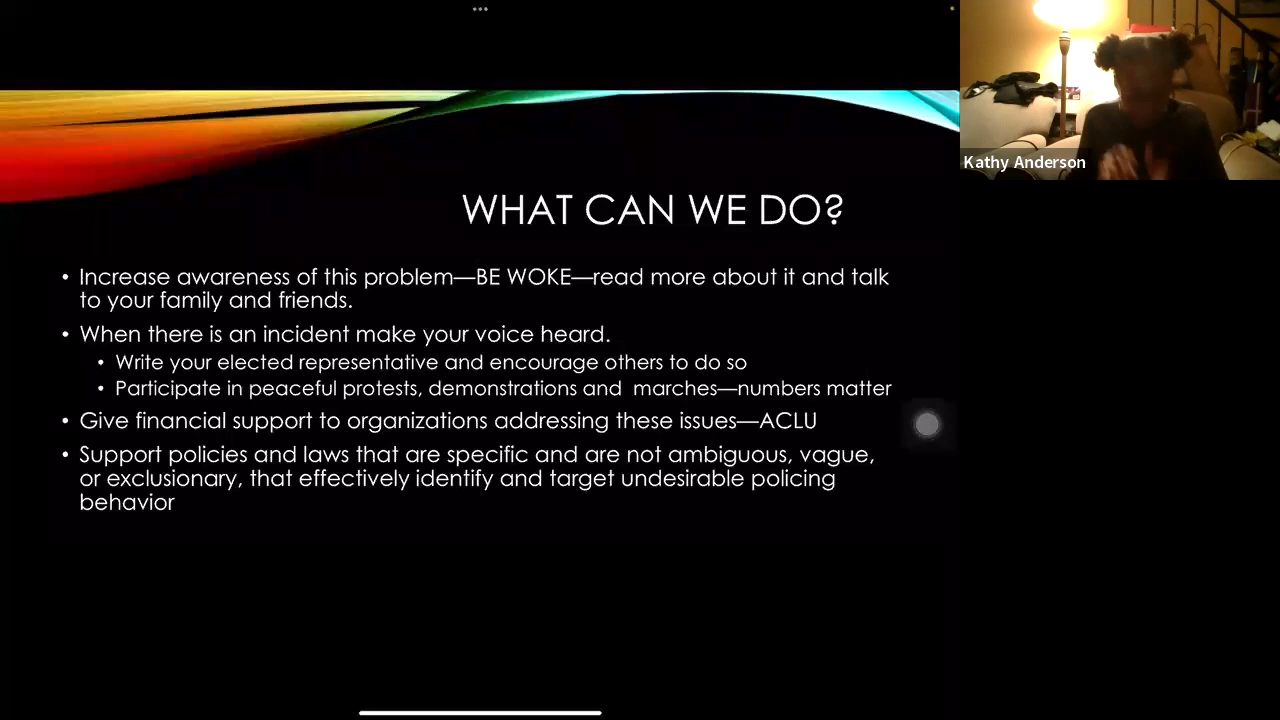 Kathy Anderson
WHAT CAN WE DO?
• Increase awareness of this problem—BE WOKE—read more about it and talk
to your family and friends.
• When there is an incident make your voice heard.
• Write your elected representative and encourage others to do so
• Participate in peaceful protests, demonstrations and  marches—numbers matter
• Give financial support to organizations addressing these issues—ACLU
• Support policies and laws that are specific and are not ambiguous, vague,
or exclusionary, that effectively identify and target undesirable policing
behavior